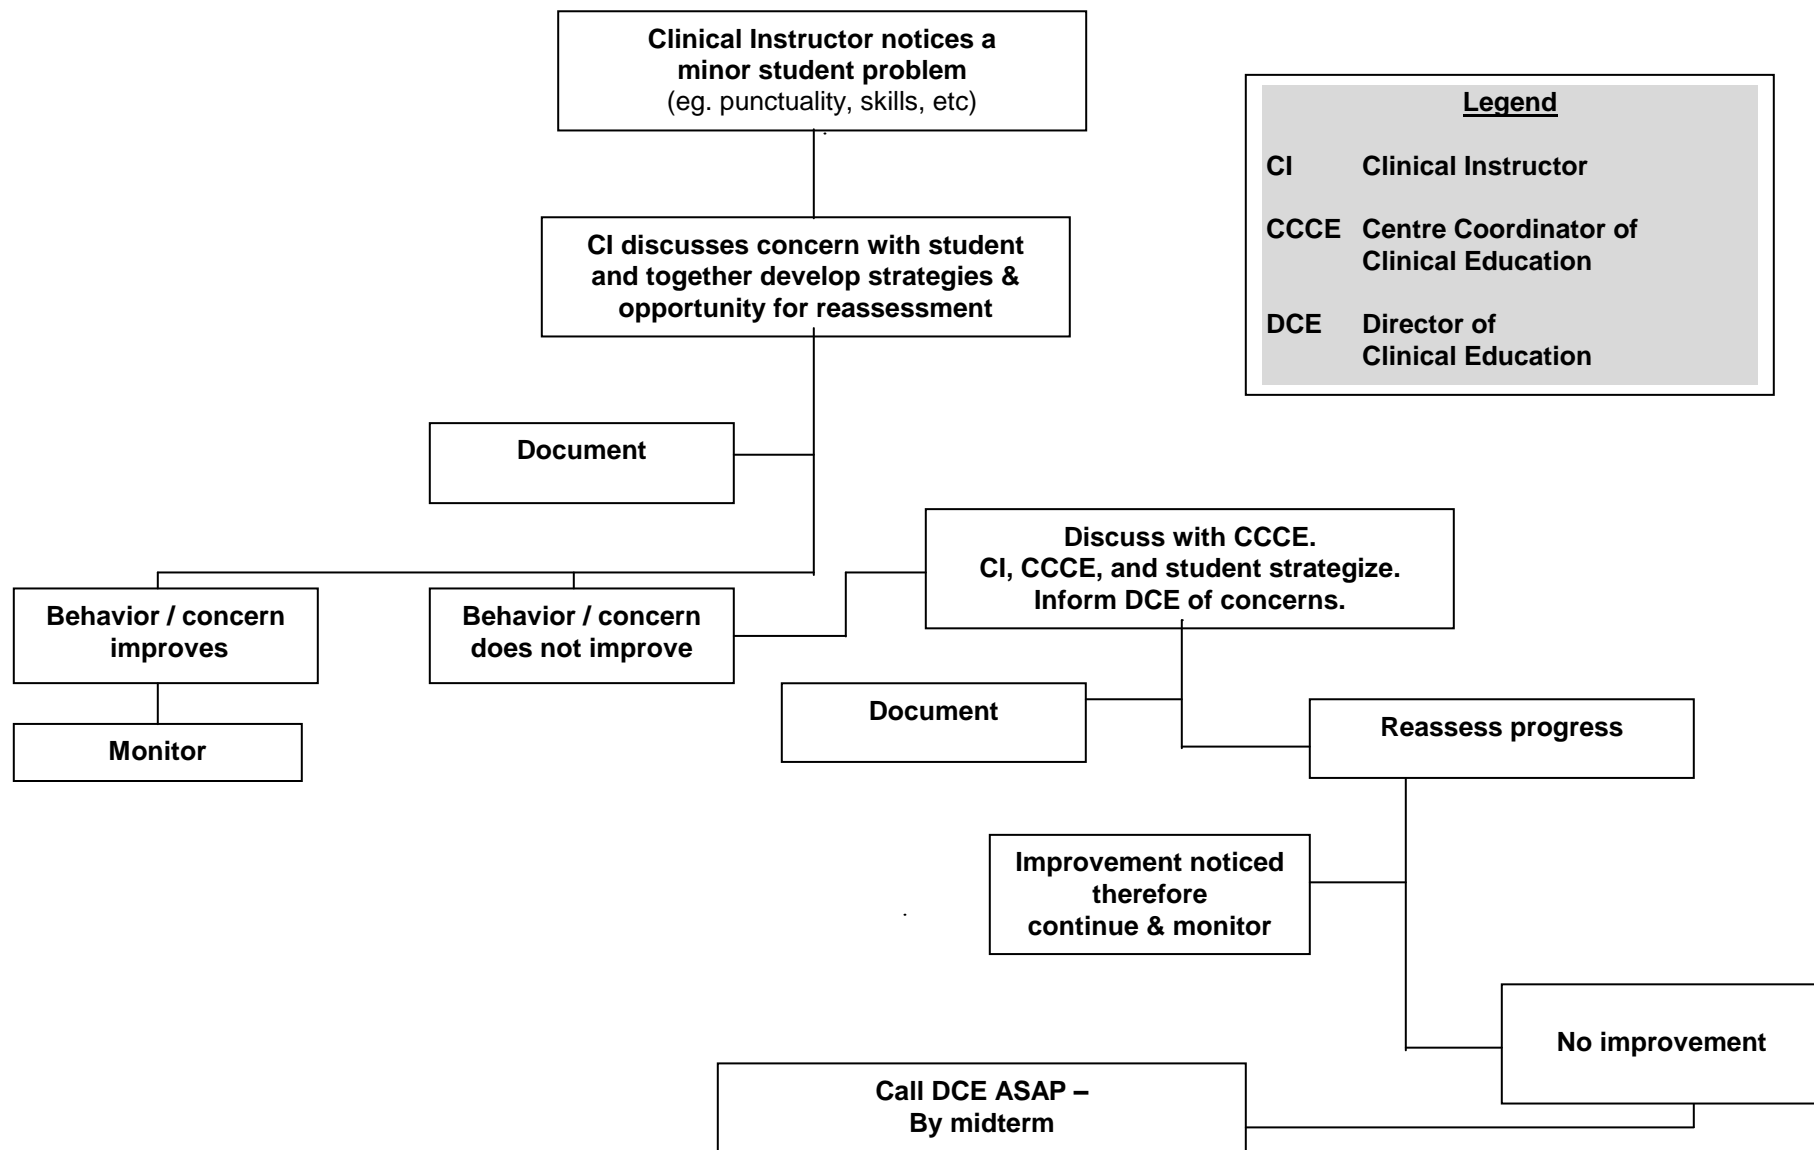 Clinical Instructor notices a
minor student problem
(eg. punctuality, skills, etc)
Legend
CI Clinical Instructor
CCCE Centre Coordinator of
Clinical Education
DCE Director of
Clinical Education
CI discusses concern with student
and together develop strategies &
opportunity for reassessment
Document
Discuss with CCCE.
CI, CCCE, and student strategize.
Inform DCE of concerns.
Behavior / concern
improves
Behavior / concern
does not improve
Monitor
Document
Reassess progress
Improvement noticed
therefore
continue & monitor
No improvement
Call DCE ASAP –
By midterm